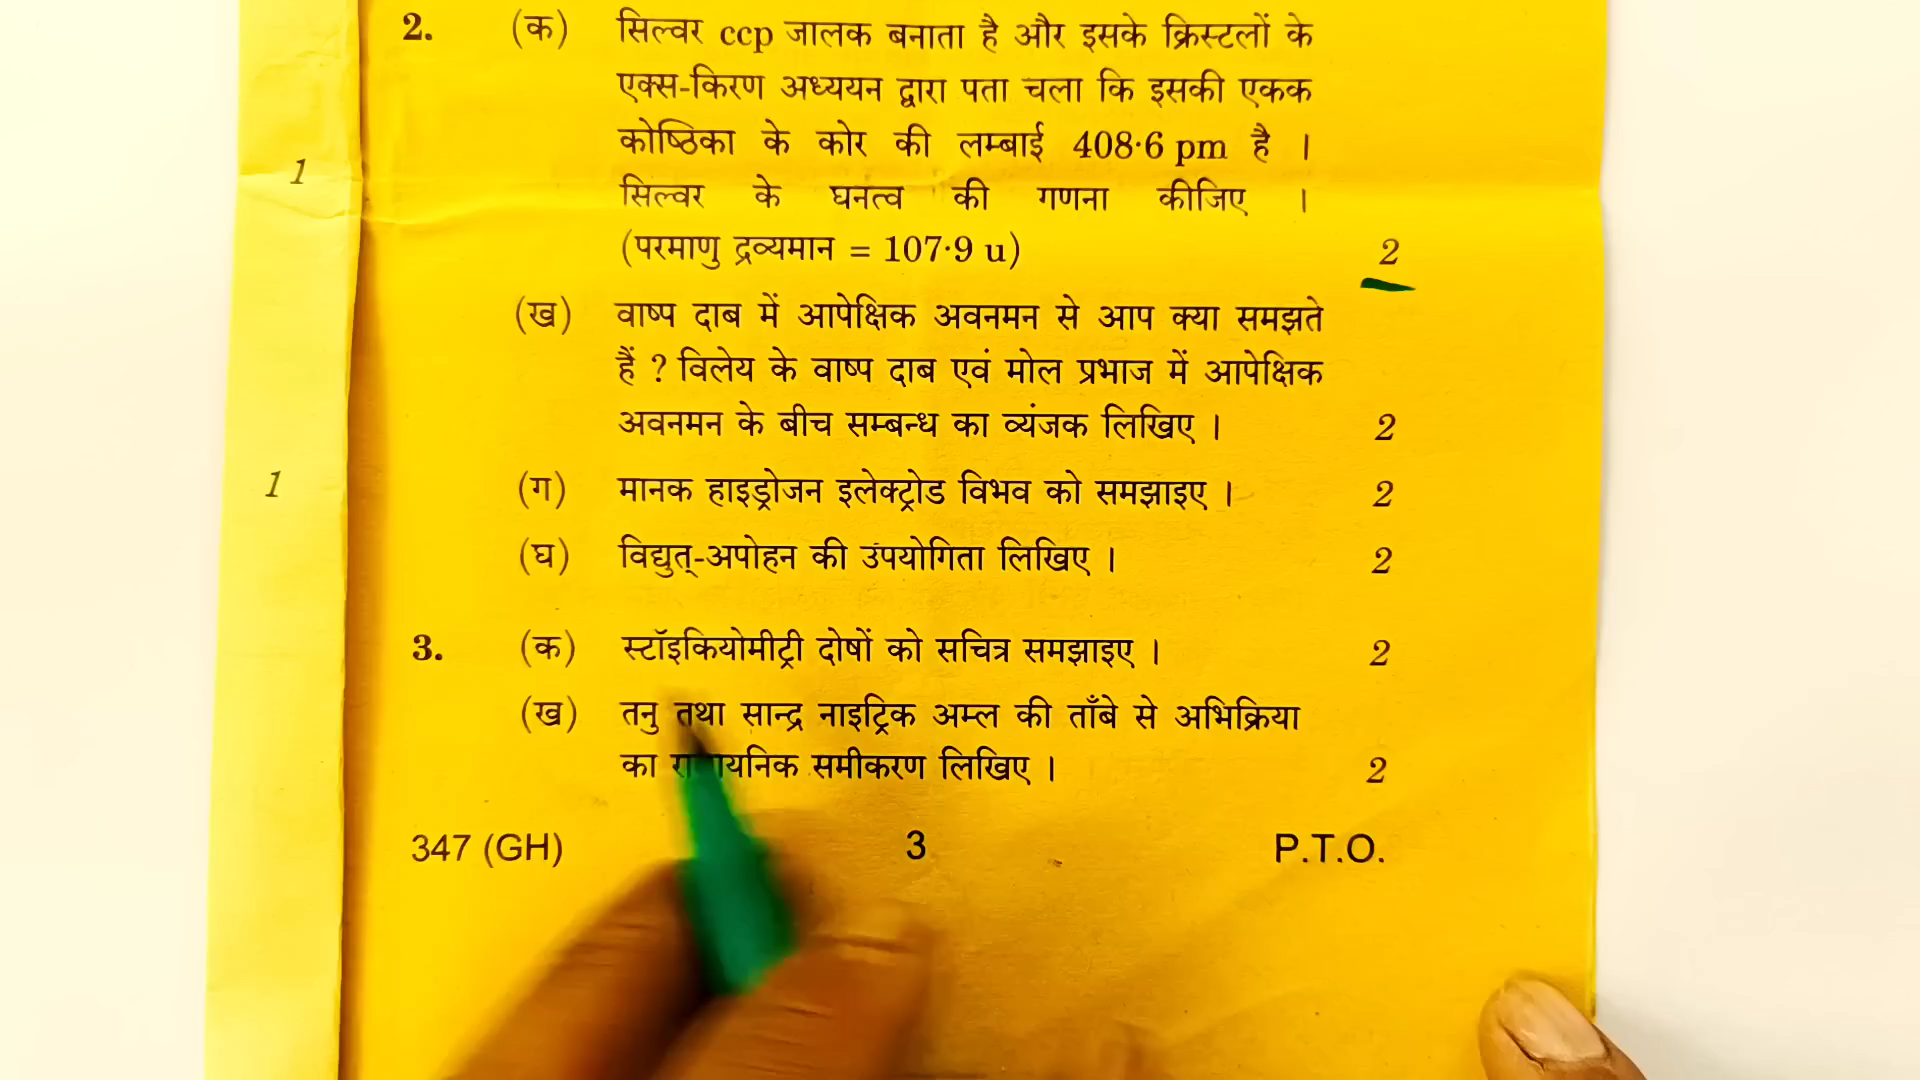 2. (क) सिल्वर ccp जालक बनाता है और इसके क्रिस्टलों के
एक्स-किरण अध्ययन द्वारा पता चला कि इसकी एकक
कोष्ठिका के कोर की लम्बाई 408·6 pm है ।
1
सिल्वर के घनत्व की गणना कीजिए ।
(परमाणु द्रव्यमान = 107·9 u) 2
(ख) वाष्प दाब में आपेक्षिक अवनमन से आप क्या समझते
हैं ? विलेय के वाष्प दाब एवं मोल प्रभाज में आपेक्षिक
अवनमन के बीच सम्बन्ध का व्यंजक लिखिए । 2
1
(ग) मानक हाइड्रोजन इलेक्ट्रोड विभव को समझाइए । 2
(घ) विद्युत्-अपोहन की उपयोगिता लिखिए । 2
3. (क) स्टॉइकियोमीट्री दोषों को सचित्र समझाइए । 2
(ख) तनु तथा सान्द्र नाइट्रिक अम्ल की ताँबे से अभिक्रिया
का समीकरण लिखिए । 2
347 (GH) 3 P.T.O.